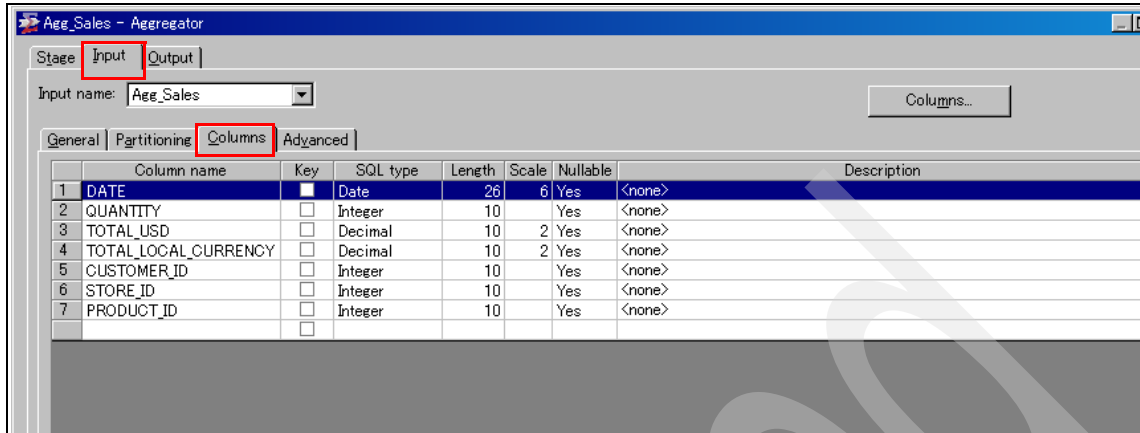 Agg_Sales - Aggregator
Stage Input Output
Input name: Agg_Sales Columns...
General Partitioning Columns Advanced
Column name Key SQL type Length Scale Nullable Description
1 DATE Date 26 6 Yes <none>
2 QUANTITY Integer 10 Yes <none>
3 TOTAL_USD Decimal 10 2 Yes <none>
4 TOTAL_LOCAL_CURRENCY Decimal 10 2 Yes <none>
5 CUSTOMER_ID Integer 10 Yes <none>
6 STORE_ID Integer 10 Yes <none>
7 PRODUCT_ID Integer 10 Yes <none>